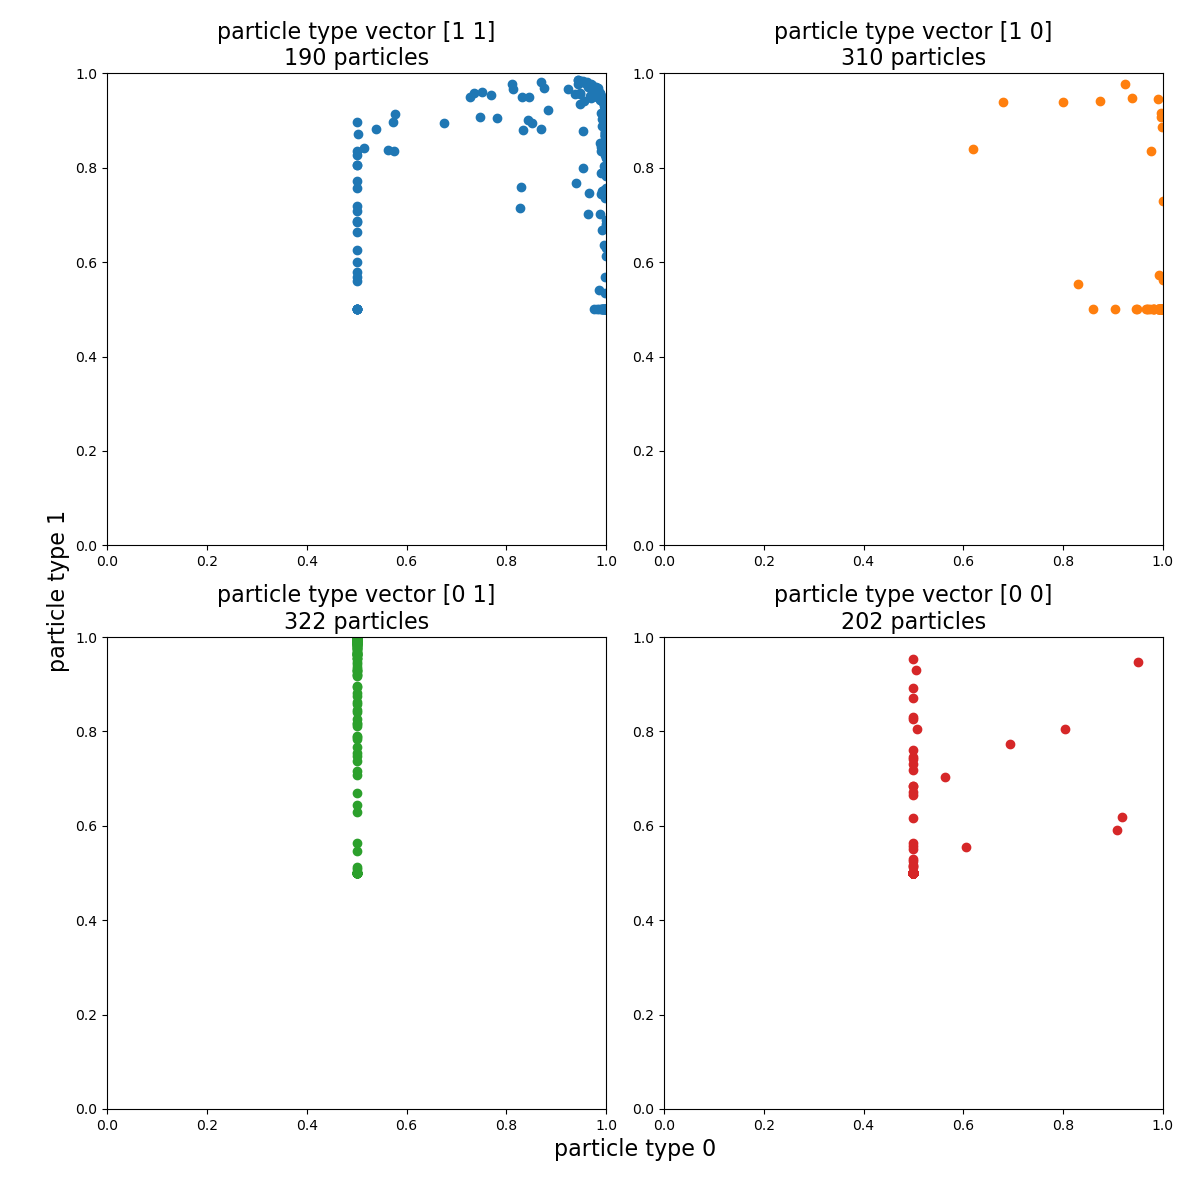 particle type vector [1 1]
190 particles
1.0
0.8
0.6
0.4
0.2
0.0
0.0 0.2 0.4 0.6 0.8 1.0
particle type vector [1 0]
310 particles
1.0
0.8
0.6
0.4
0.2
0.0
0.0 0.2 0.4 0.6 0.8 1.0
particle type 1
particle type vector [0 1]
322 particles
1.0
0.8
0.6
0.4
0.2
0.0
0.0 0.2 0.4 0.6 0.8 1.0
particle type vector [0 0]
202 particles
1.0
0.8
0.6
0.4
0.2
0.0
0.0 0.2 0.4 0.6 0.8 1.0
particle type 0